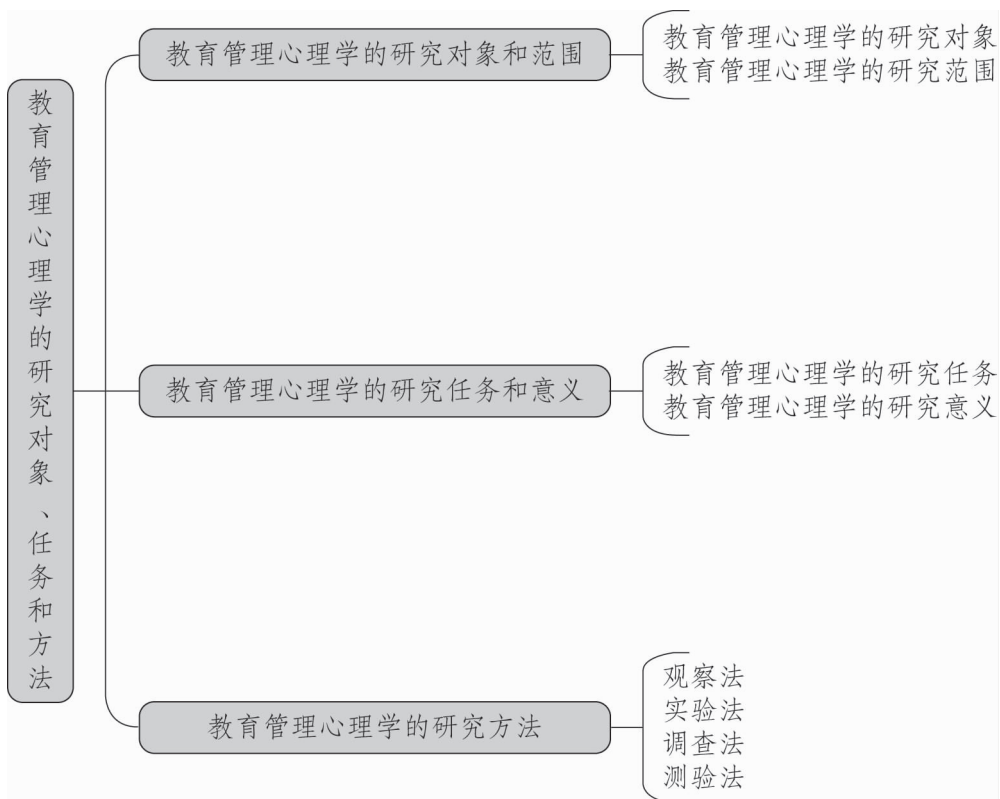 教育管理心理学的研究对象、任务和方法
教育管理心理学的研究对象和范围
教育管理心理学的研究对象
教育管理心理学的研究范围
教育管理心理学的研究任务和意义
教育管理心理学的研究任务
教育管理心理学的研究意义
教育管理心理学的研究方法
观察法
实验法
调查法
测验法